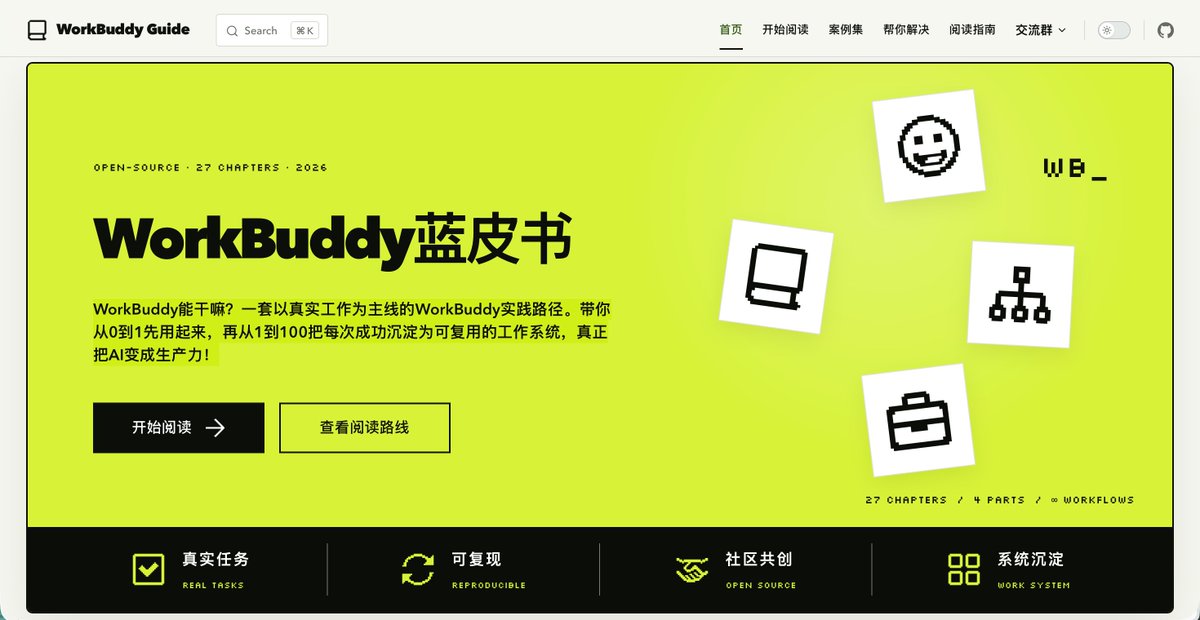 WorkBuddy Guide
Search
⌘K
首页
开始阅读
案例集
帮你解决
阅读指南
交流群
OPEN-SOURCE · 27 CHAPTERS · 2026
WB_
WorkBuddy蓝皮书
WorkBuddy能干嘛？一套以真实工作为主线的WorkBuddy实践路径。带你
从0到1先用起来，再从1到100把每次成功沉淀为可复用的工作系统，真正
把AI变成生产力！
开始阅读
查看阅读路线
27 CHAPTERS / 4 PARTS / ∞ WORKFLOWS
真实任务
REAL TASKS
可复现
REPRODUCIBLE
社区共创
OPEN SOURCE
系统沉淀
WORK SYSTEM